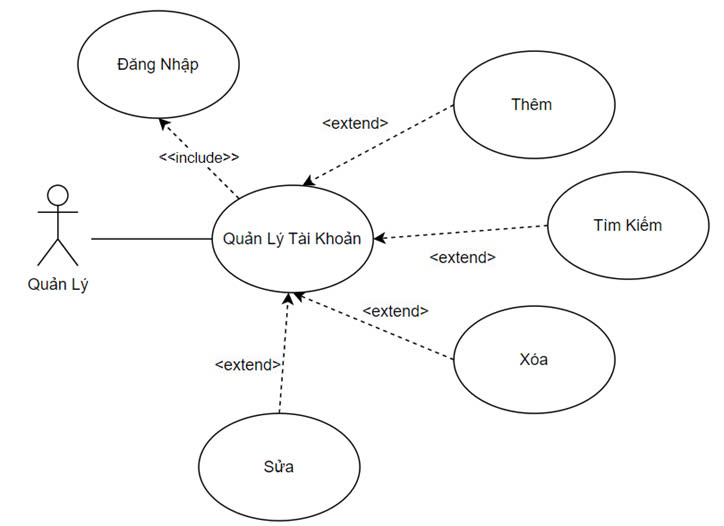 Đăng Nhập
Thêm
<extend>
<<include>>
Quản Lý Tài Khoản
Tìm Kiếm
<extend>
Quản Lý
<extend>
Xóa
<extend>
Sửa